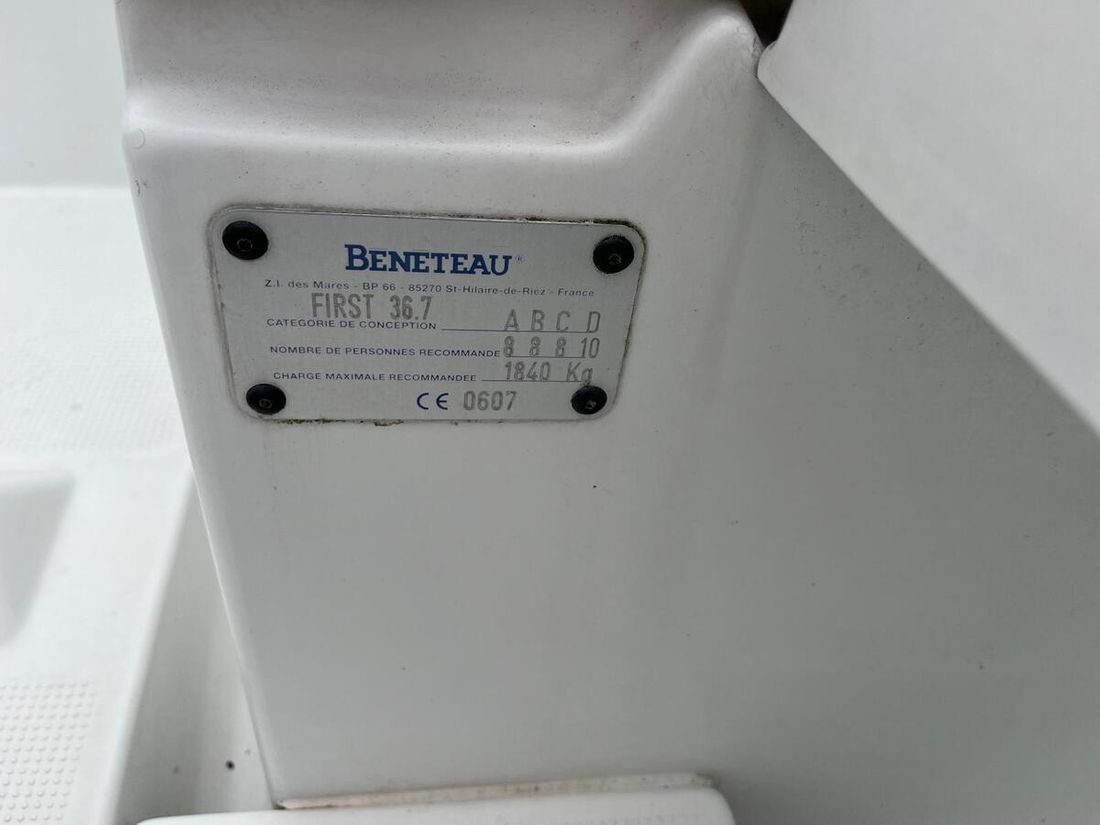 BENETEAU®
Z.I. des Mares - BP 66 - 85270 St-Hilaire-de-Riez - France
FIRST 36.7
CATEGORIE DE CONCEPTION A B C D
NOMBRE DE PERSONNES RECOMMANDE 8 8 8 10
CHARGE MAXIMALE RECOMMANDEE 1840 Kg
CE 0607